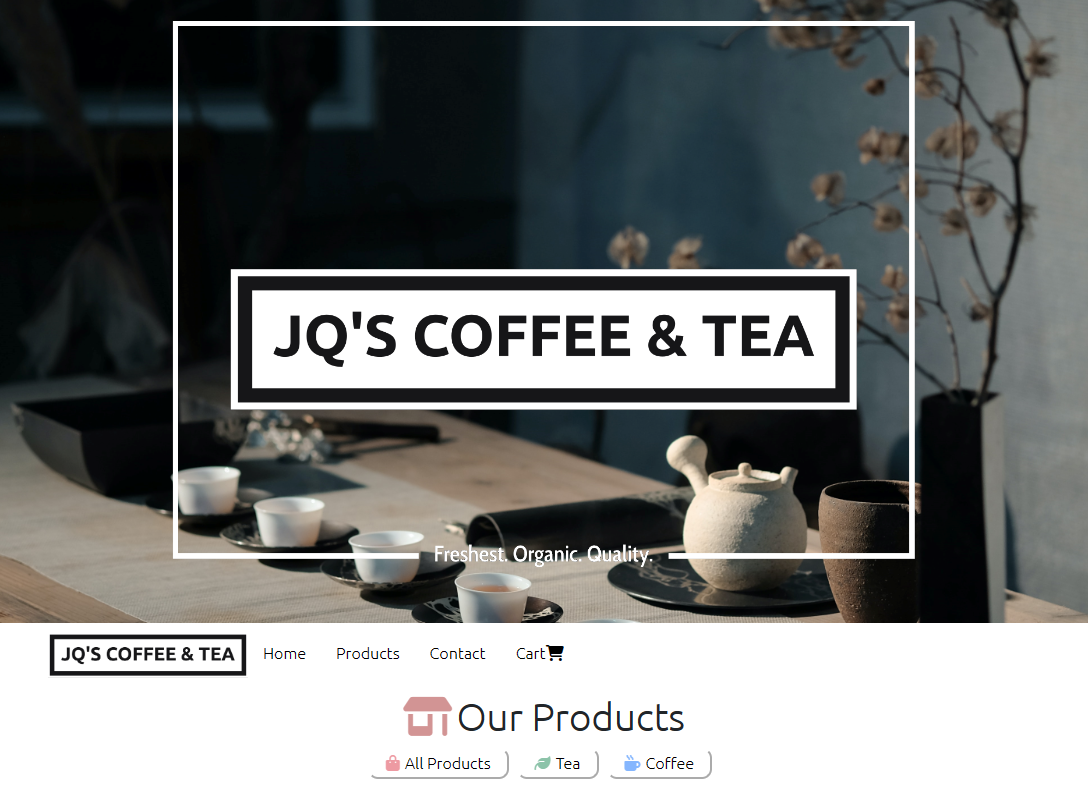 JQ'S COFFEE & TEA
Freshest. Organic. Quality.
JQ'S COFFEE & TEA Home Products Contact Cart
Our Products
All Products Tea Coffee